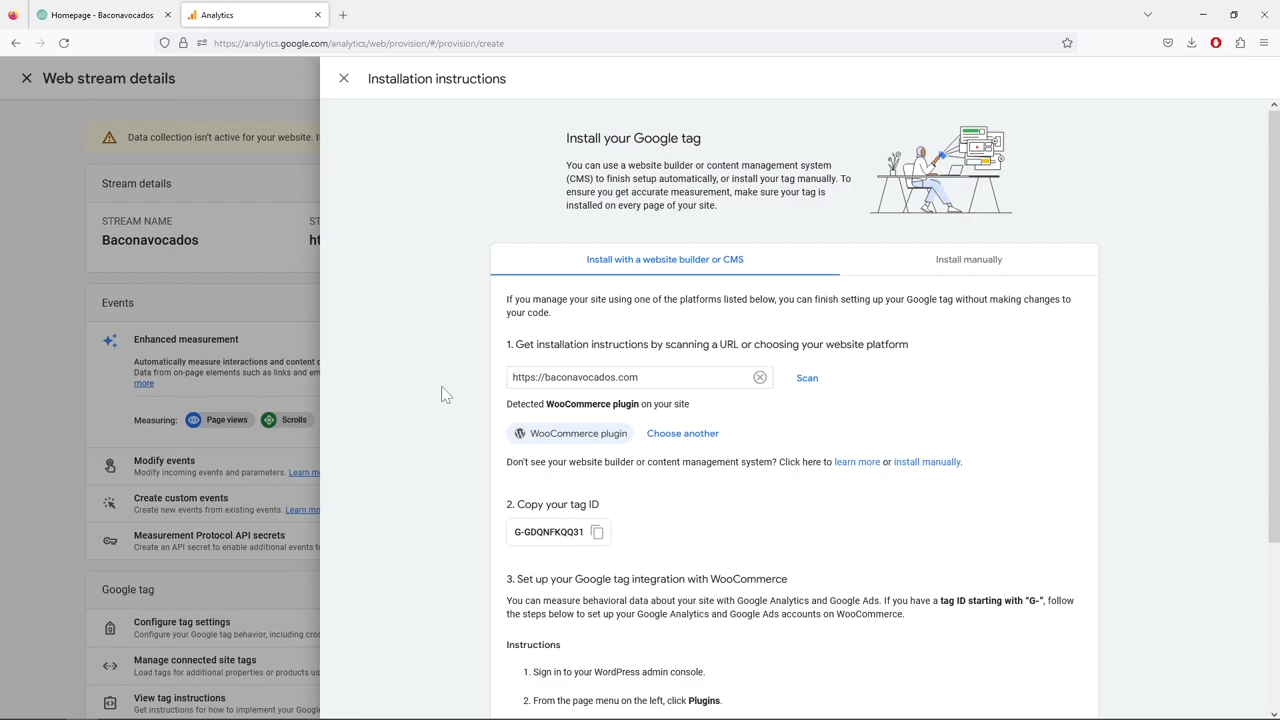 Homepage - Baconavocados
Analytics
https://analytics.google.com/analytics/web/provision/#/provision/create
Web stream details
Data collection isn't active for your website. I
Stream details
STREAM NAME
ST
Baconavocados
ht
Events
Enhanced measurement
Automatically measure interactions and content o
Data from on-page elements such as links and em
more
Measuring:
Page views
Scrolls
Modify events
Modify incoming events and parameters. Learn m
Create custom events
Create new events from existing events. Learn mo
Measurement Protocol API secrets
Create an API secret to enable additional events to
Google tag
Configure tag settings
Configure your Google tag behavior, including cros
Manage connected site tags
Load tags for additional properties or products us
View tag instructions
Get instructions for how to implement your Google
Installation instructions
Install your Google tag
You can use a website builder or content management system
(CMS) to finish setup automatically, or install your tag manually. To
ensure you get accurate measurement, make sure your tag is
installed on every page of your site.
Install with a website builder or CMS
Install manually
If you manage your site using one of the platforms listed below, you can finish setting up your Google tag without making changes to
your code.
1. Get installation instructions by scanning a URL or choosing your website platform
https://baconavocados.com
Scan
Detected WooCommerce plugin on your site
WooCommerce plugin
Choose another
Don't see your website builder or content management system? Click here to learn more or install manually.
2. Copy your tag ID
G-GDQNFKQQ31
3. Set up your Google tag integration with WooCommerce
You can measure behavioral data about your site with Google Analytics and Google Ads. If you have a tag ID starting with "G-", follow
the steps below to set up your Google Analytics and Google Ads accounts on WooCommerce.
Instructions
1. Sign in to your WordPress admin console.
2. From the page menu on the left, click Plugins.